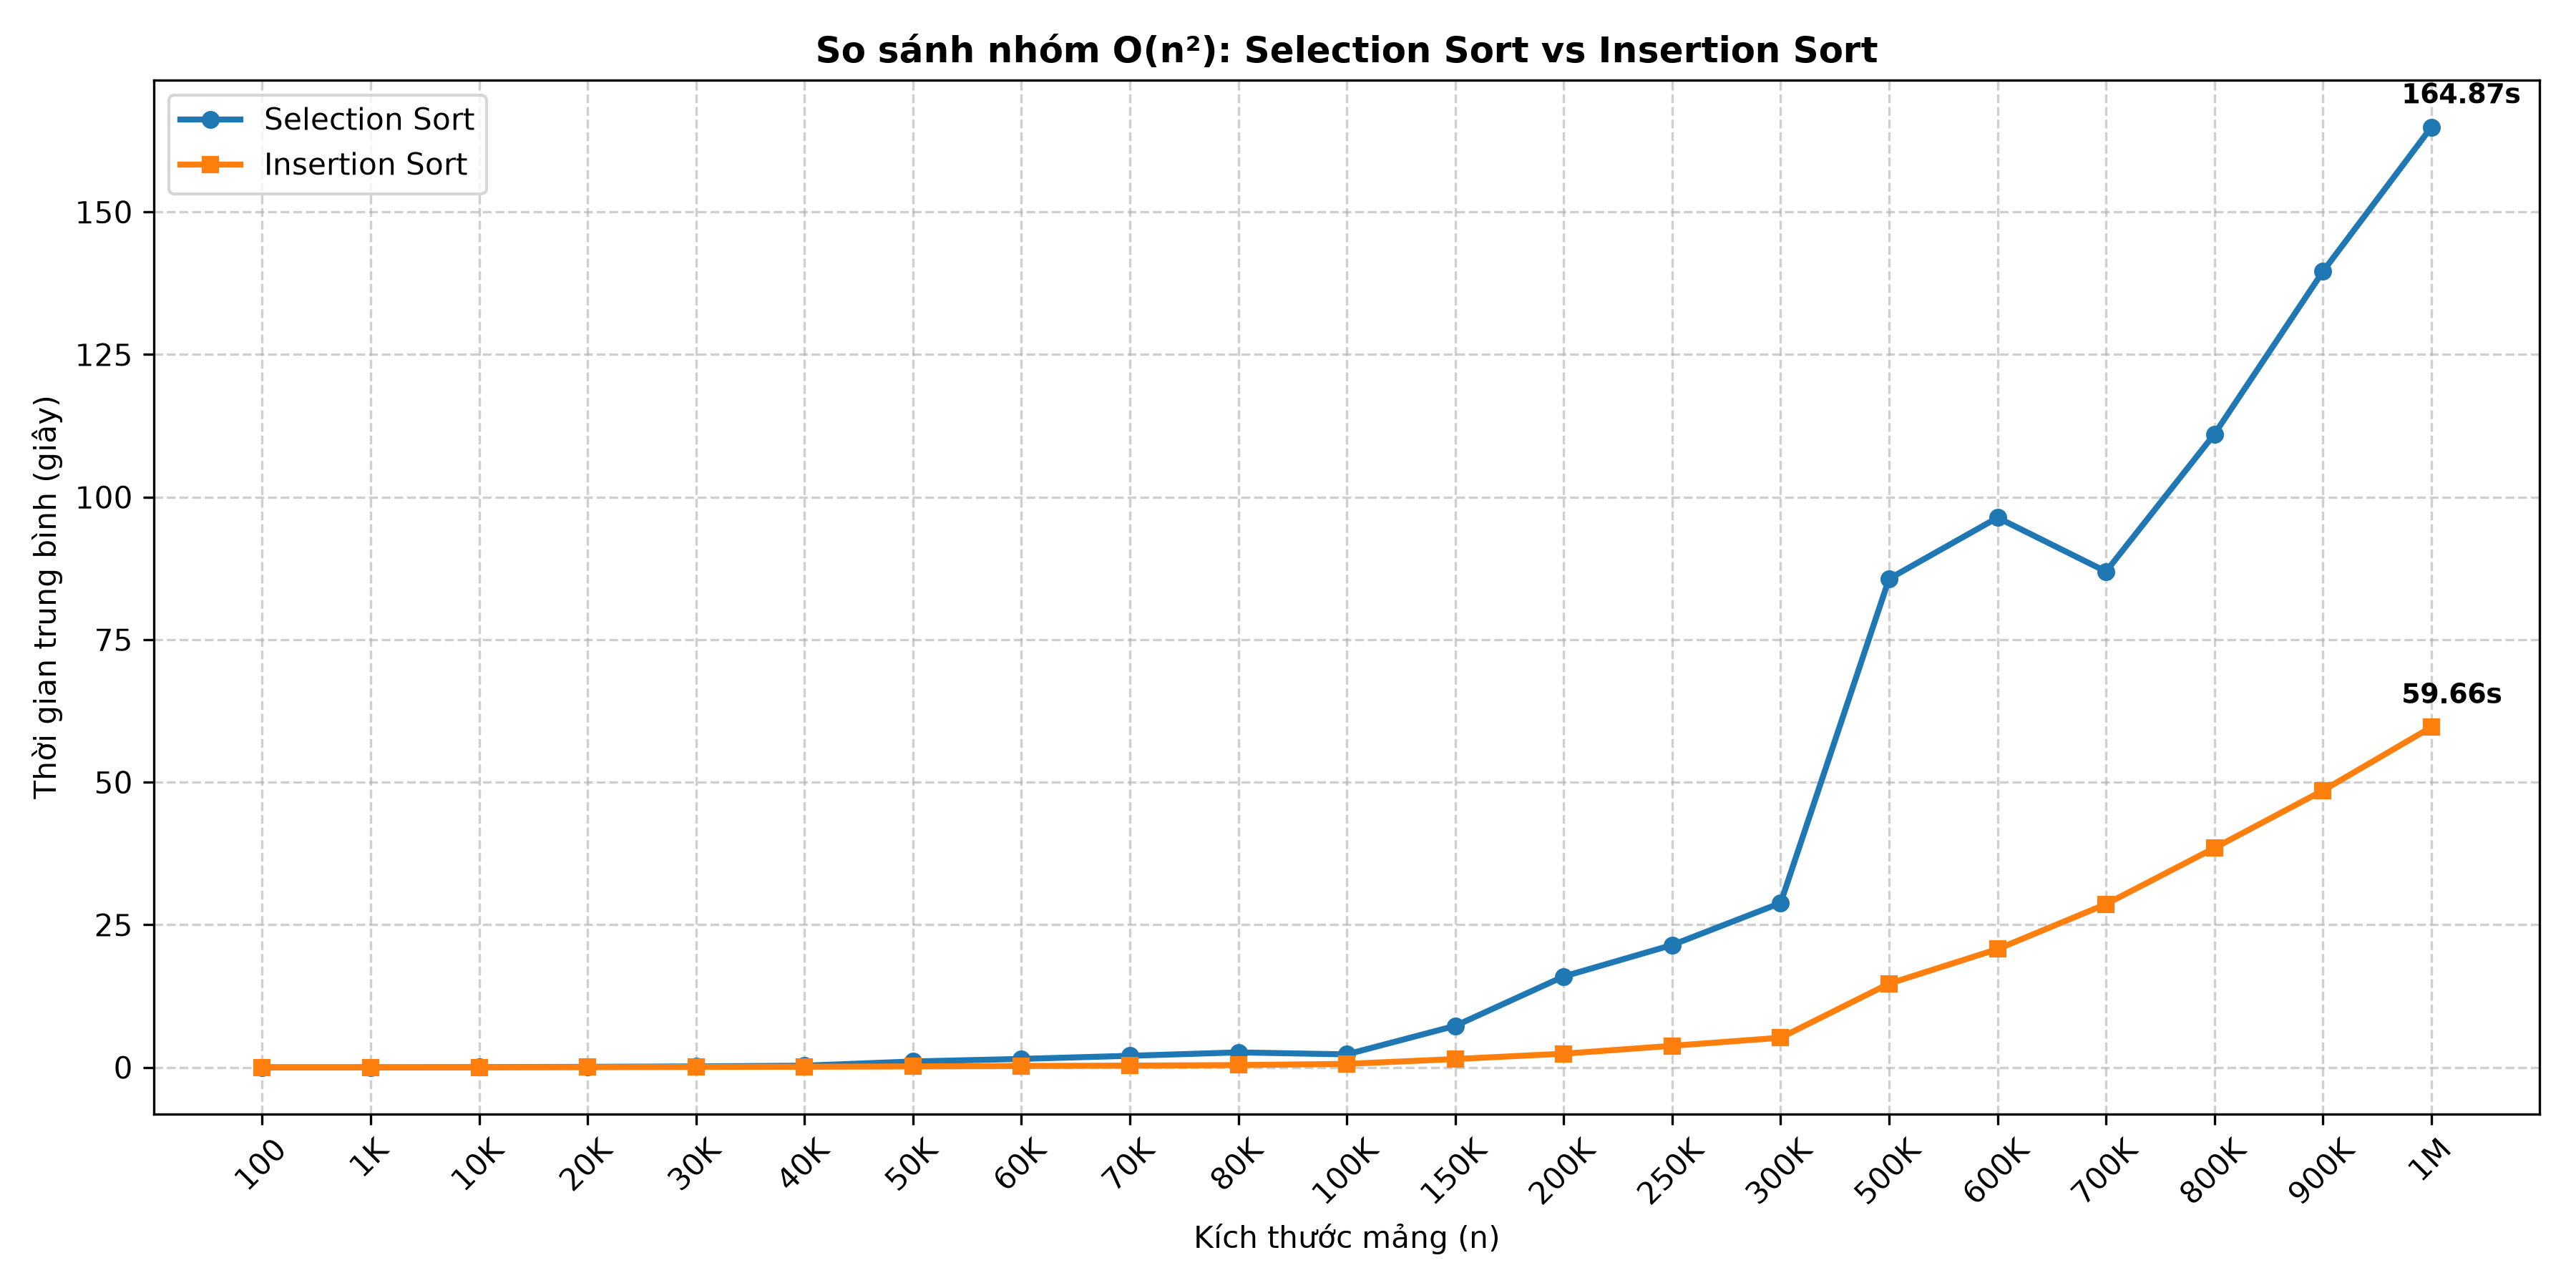 So sánh nhóm O(n²): Selection Sort vs Insertion Sort
Selection Sort
Insertion Sort
164.87s
59.66s
Thời gian trung bình (giây)
150
125
100
75
50
25
0
100
1K
10K
20K
30K
40K
50K
60K
70K
80K
100K
150K
200K
250K
300K
500K
600K
700K
800K
900K
1M
Kích thước mảng (n)